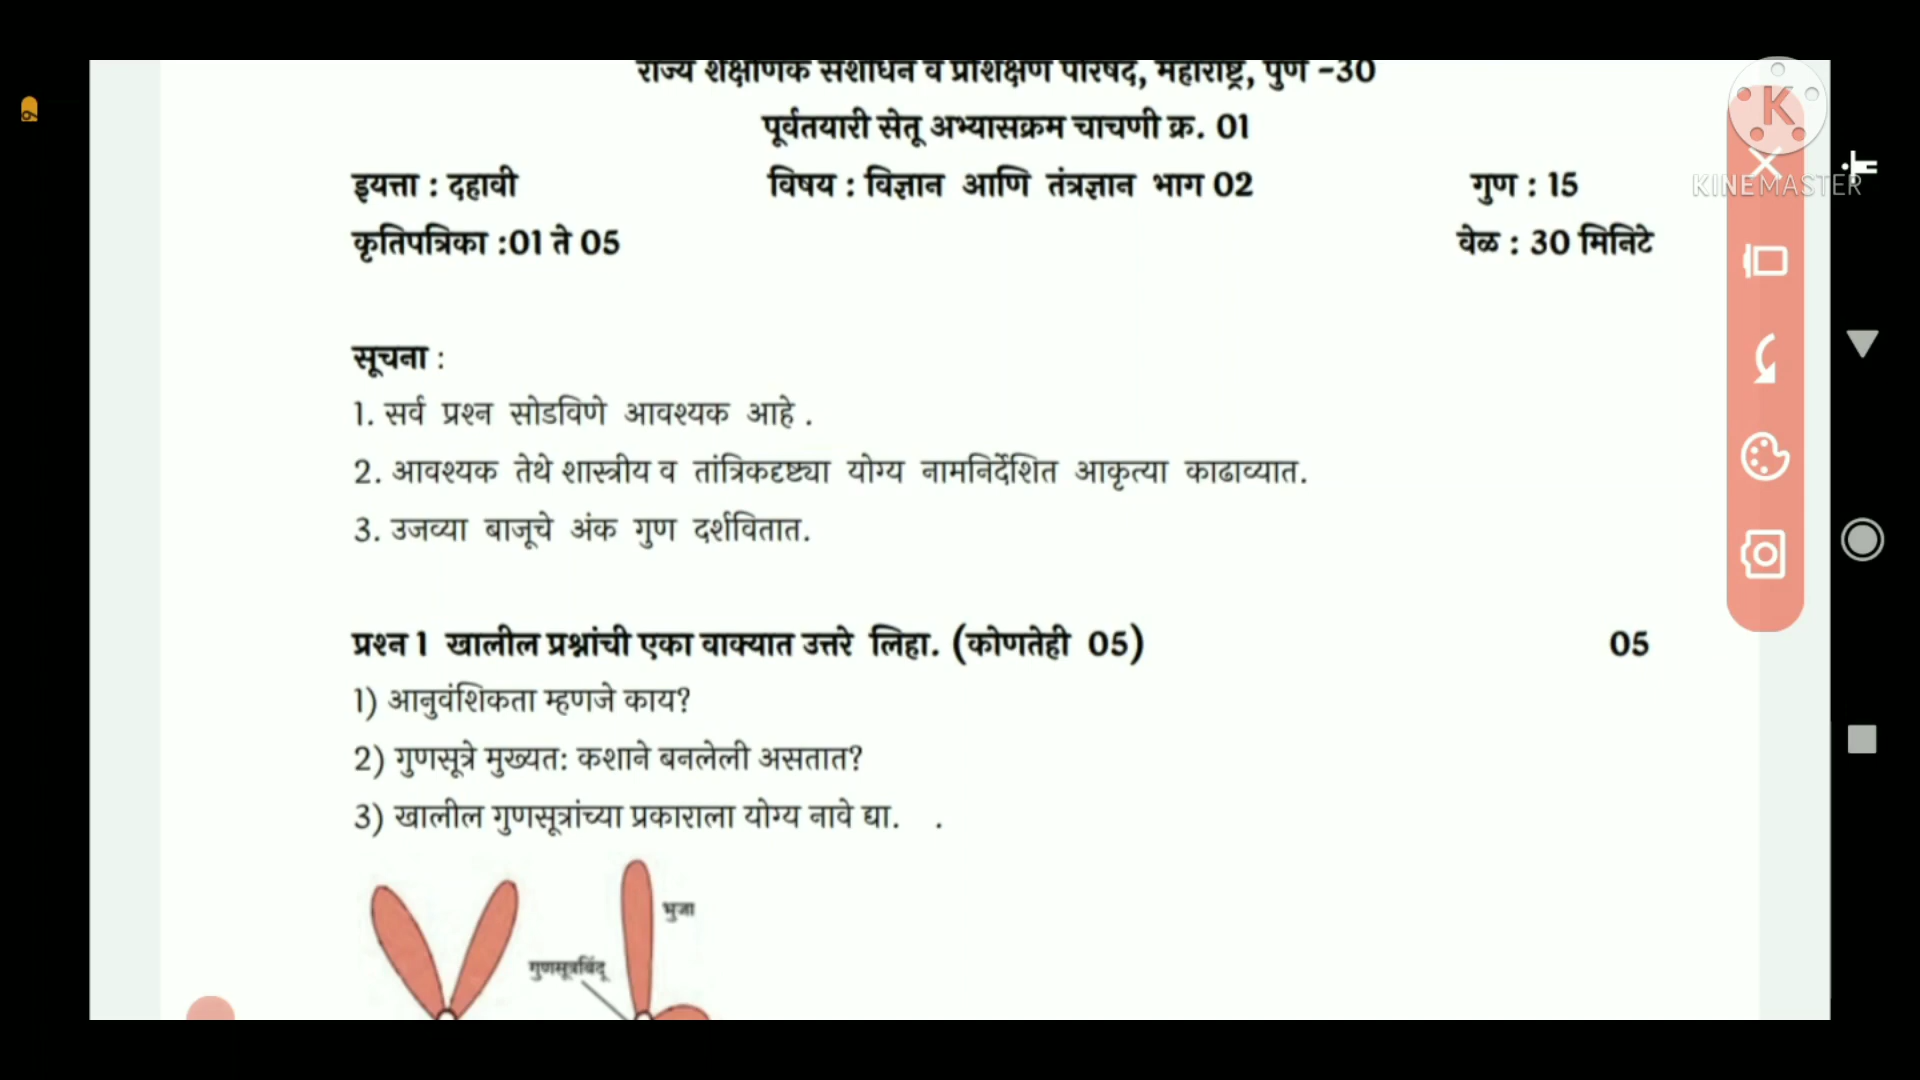 राज्य शैक्षणिक संशोधन व प्रशिक्षण परिषद, महाराष्ट्र, पुणे -30
पूर्वतयारी सेतू अभ्यासक्रम चाचणी क्र. 01
इयत्ता : दहावी विषय : विज्ञान आणि तंत्रज्ञान भाग 02 गुण : 15
कृतिपत्रिका :01 ते 05 वेळ : 30 मिनिटे
K
KINEMASTER
सूचना :
1. सर्व प्रश्न सोडविणे आवश्यक आहे .
2. आवश्यक तेथे शास्त्रीय व तांत्रिकदृष्ट्या योग्य नामनिर्देशित आकृत्या काढाव्यात.
3. उजव्या बाजूचे अंक गुण दर्शवितात.
प्रश्न 1 खालील प्रश्नांची एका वाक्यात उत्तरे लिहा. (कोणतेही 05) 05
1) आनुवंशिकता म्हणजे काय?
2) गुणसूत्रे मुख्यत: कशाने बनलेली असतात?
3) खालील गुणसूत्रांच्या प्रकाराला योग्य नावे द्या. .
भुजा
गुणसूत्रबिंदू